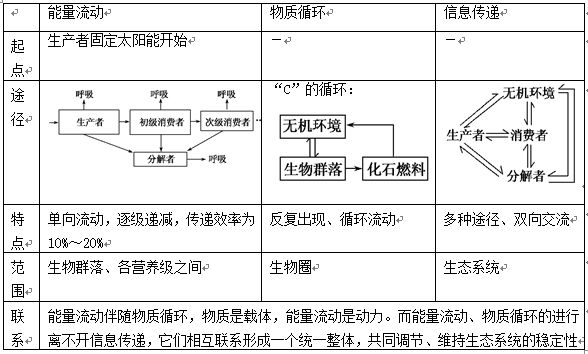 能量流动 物质循环 信息传递
起点 生产者固定太阳能开始 － －
途径
呼吸 呼吸 呼吸
生产者 初级消费者 次级消费者 …
分解者 呼吸
“C”的循环：
无机环境
生物群落 化石燃料
无机环境
生产者 消费者
分解者
特点 单向流动，逐级递减，传递效率为10%～20% 反复出现、循环流动 多种途径、双向交流
范围 生物群落、各营养级之间 生物圈 生态系统
联系 能量流动伴随物质循环，物质是载体，能量流动是动力。而能量流动、物质循环的进行
离不开信息传递，它们相互联系形成一个统一整体，共同调节、维持生态系统的稳定性